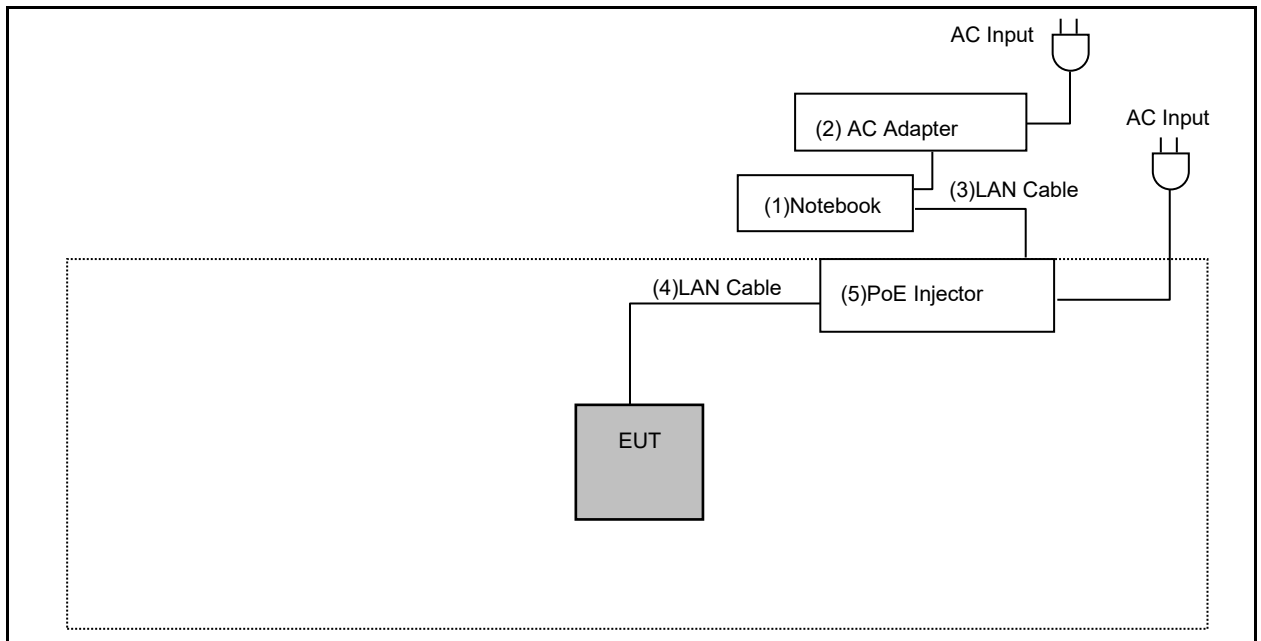 AC Input
(2) AC Adapter
AC Input
(1)Notebook
(3)LAN Cable
(4)LAN Cable
(5)PoE Injector
EUT